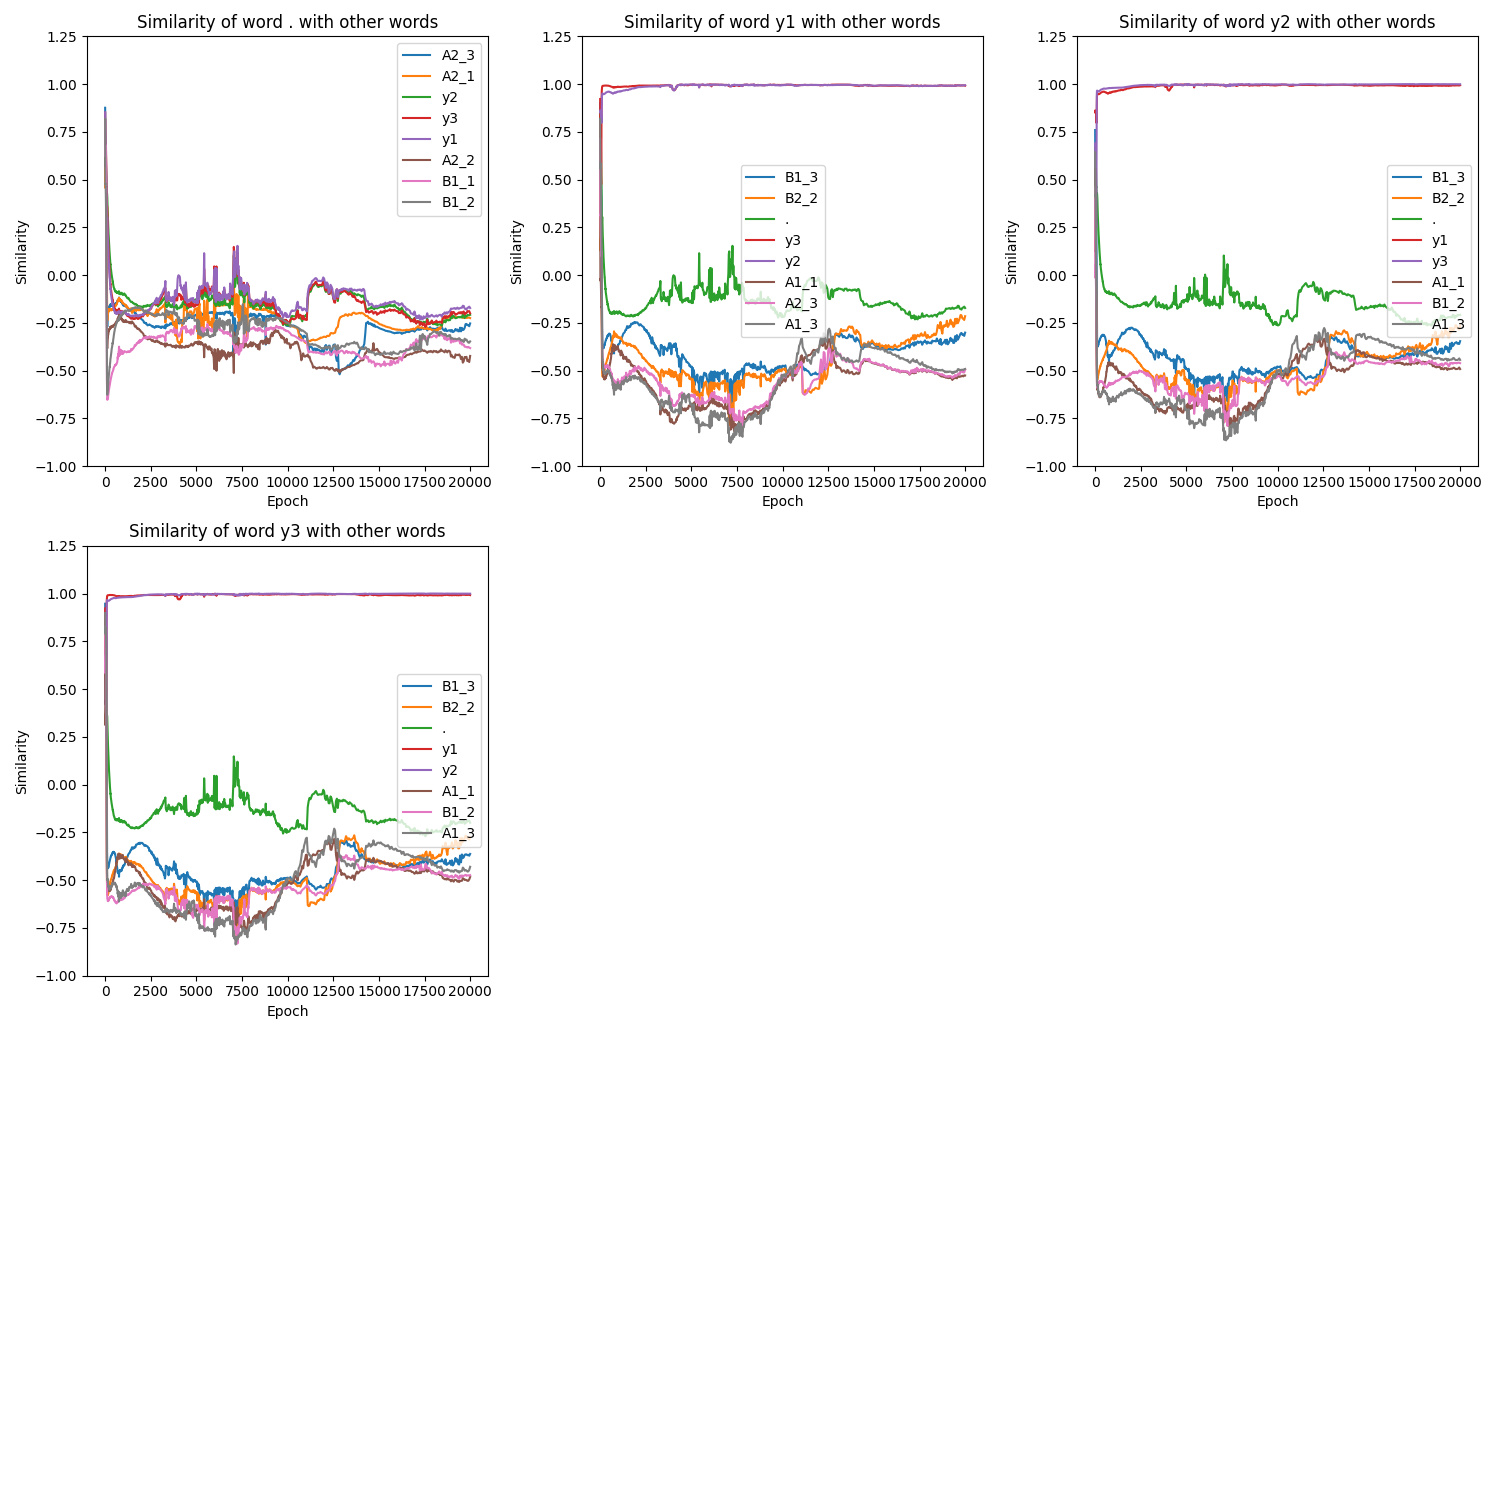 Similarity of word . with other words
1.25
1.00
0.75
0.50
0.25
0.00
−0.25
−0.50
−0.75
−1.00
Similarity
0 2500 5000 7500 10000 12500 15000 17500 20000
Epoch
A2_3
A2_1
y2
y3
y1
A2_2
B1_1
B1_2
Similarity of word y1 with other words
1.25
1.00
0.75
0.50
0.25
0.00
−0.25
−0.50
−0.75
−1.00
Similarity
0 2500 5000 7500 10000 12500 15000 17500 20000
Epoch
B1_3
B2_2
.
y3
y2
A1_1
A2_3
A1_3
Similarity of word y2 with other words
1.25
1.00
0.75
0.50
0.25
0.00
−0.25
−0.50
−0.75
−1.00
Similarity
0 2500 5000 7500 10000 12500 15000 17500 20000
Epoch
B1_3
B2_2
.
y1
y3
A1_1
B1_2
A1_3
Similarity of word y3 with other words
1.25
1.00
0.75
0.50
0.25
0.00
−0.25
−0.50
−0.75
−1.00
Similarity
0 2500 5000 7500 10000 12500 15000 17500 20000
Epoch
B1_3
B2_2
.
y1
y2
A1_1
B1_2
A1_3